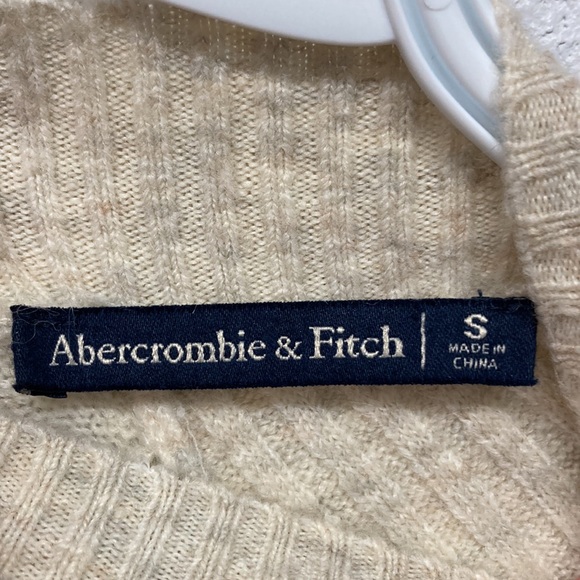 Abercrombie & Fitch
S
MADE IN
CHINA